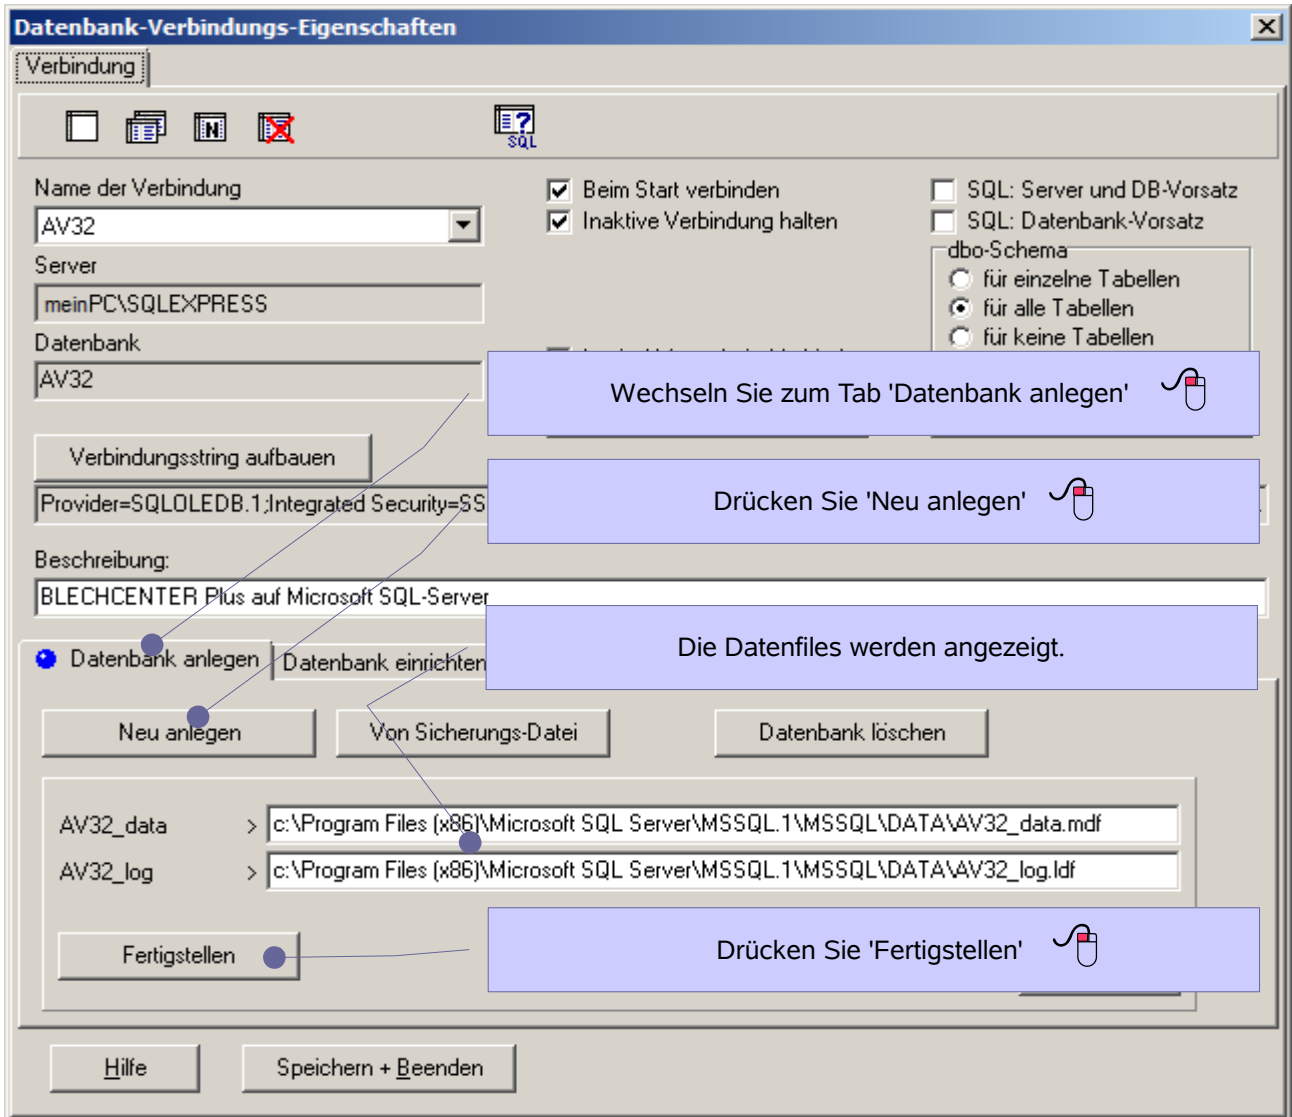 Datenbank-Verbindungs-Eigenschaften
Verbindung
N
?
SQL
Name der Verbindung
AV32
Beim Start verbinden
Inaktive Verbindung halten
SQL: Server und DB-Vorsatz
SQL: Datenbank-Vorsatz
Server
meinPC\SQLEXPRESS
dbo-Schema
für einzelne Tabellen
für alle Tabellen
für keine Tabellen
Datenbank
AV32
Wechseln Sie zum Tab 'Datenbank anlegen'
Verbindungsstring aufbauen
Provider=SQLOLEDB.1;Integrated Security=SS
Drücken Sie 'Neu anlegen'
Beschreibung:
BLECHCENTER Plus auf Microsoft SQL-Server
Die Datenfiles werden angezeigt.
Datenbank anlegen
Datenbank einrichten
Neu anlegen
Von Sicherungs-Datei
Datenbank löschen
AV32_data > c:\Program Files (x86)\Microsoft SQL Server\MSSQL.1\MSSQL\DATA\AV32_data.mdf
AV32_log > c:\Program Files (x86)\Microsoft SQL Server\MSSQL.1\MSSQL\DATA\AV32_log.ldf
Fertigstellen
Drücken Sie 'Fertigstellen'
Hilfe
Speichern + Beenden